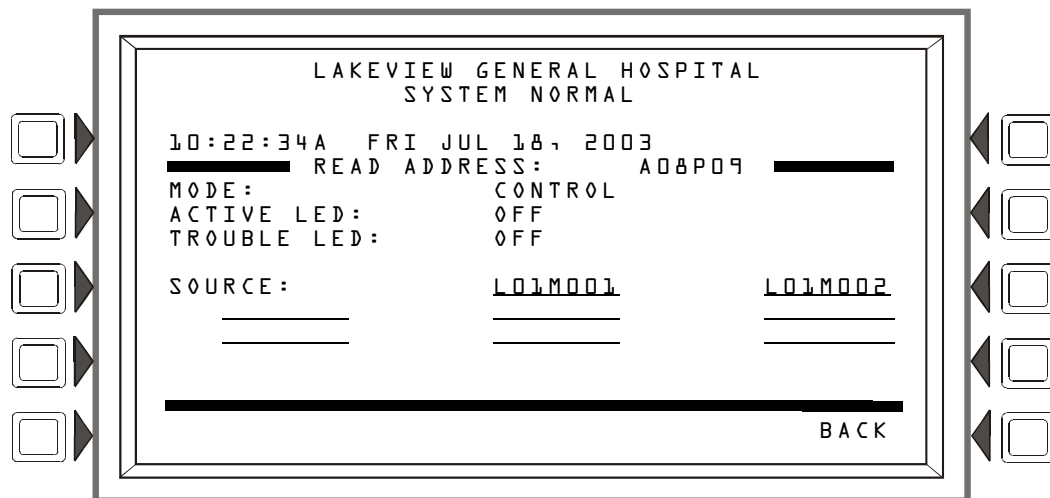 LAKEVIEW GENERAL HOSPITAL
SYSTEM NORMAL
10:22:34A FRI JUL 18, 2003
READ ADDRESS: A08P09
MODE: CONTROL
ACTIVE LED: OFF
TROUBLE LED: OFF
SOURCE: L01M001 L01M002
BACK